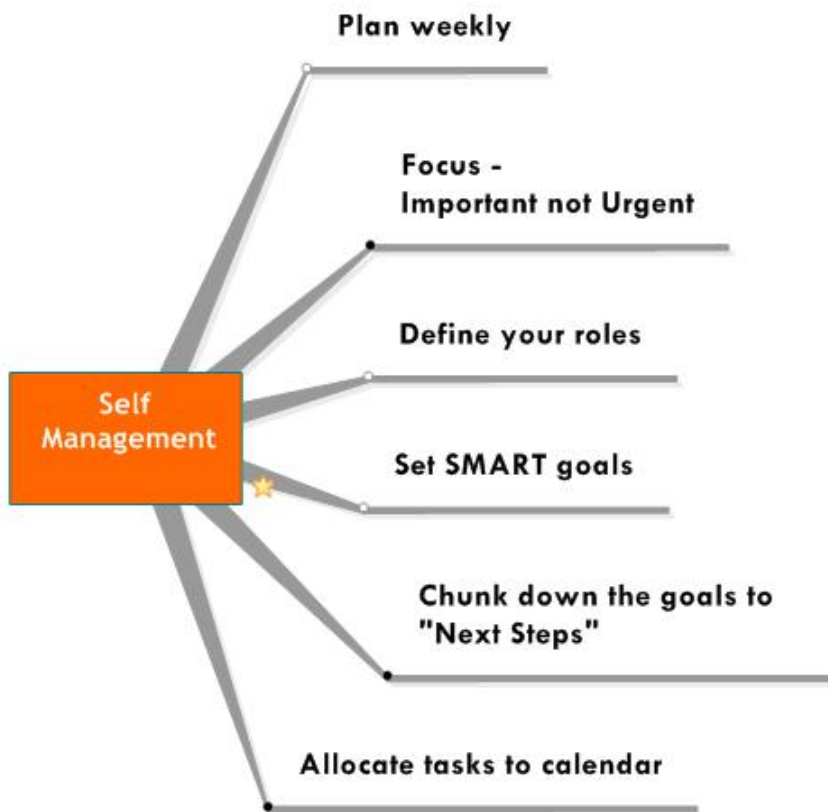 Plan weekly
Focus -
Important not Urgent
Define your roles
Self
Management
Set SMART goals
Chunk down the goals to
"Next Steps"
Allocate tasks to calendar